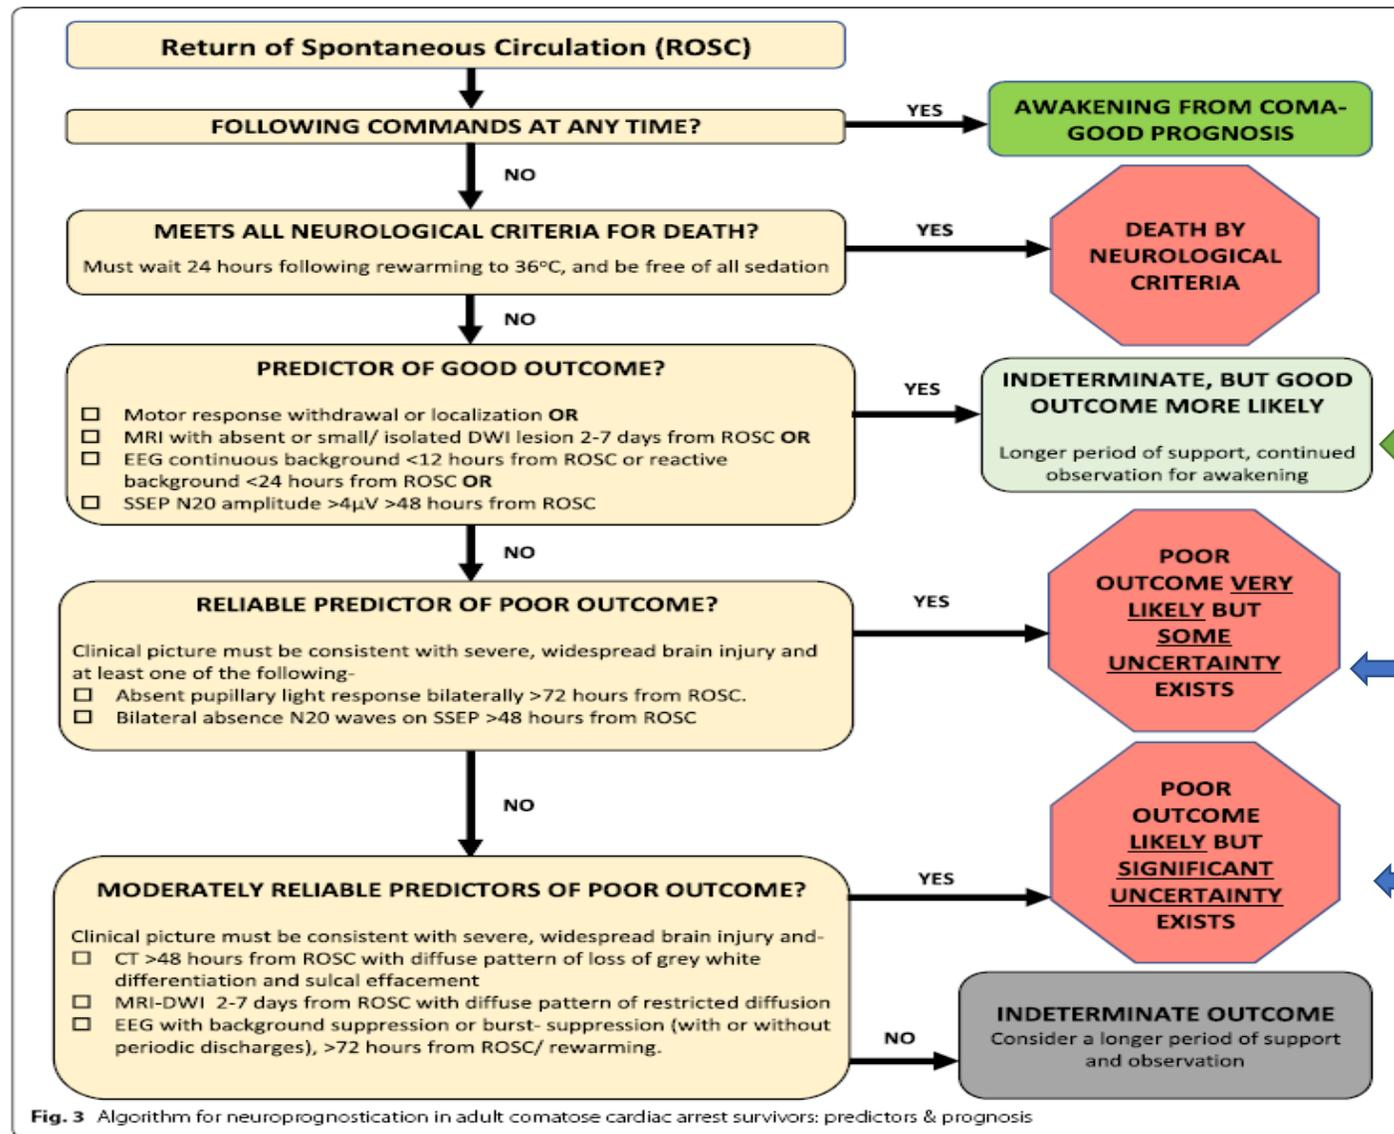 Return of Spontaneous Circulation (ROSC)
FOLLOWING COMMANDS AT ANY TIME?
YES
AWAKENING FROM COMA-
GOOD PROGNOSIS
NO
MEETS ALL NEUROLOGICAL CRITERIA FOR DEATH?
Must wait 24 hours following rewarming to 36°C, and be free of all sedation
YES
DEATH BY
NEUROLOGICAL
CRITERIA
NO
PREDICTOR OF GOOD OUTCOME?
☐ Motor response withdrawal or localization OR
☐ MRI with absent or small/ isolated DWI lesion 2-7 days from ROSC OR
☐ EEG continuous background <12 hours from ROSC or reactive
background <24 hours from ROSC OR
☐ SSEP N20 amplitude >4μV >48 hours from ROSC
YES
INDETERMINATE, BUT GOOD
OUTCOME MORE LIKELY
Longer period of support, continued
observation for awakening
NO
RELIABLE PREDICTOR OF POOR OUTCOME?
Clinical picture must be consistent with severe, widespread brain injury and
at least one of the following-
☐ Absent pupillary light response bilaterally >72 hours from ROSC.
☐ Bilateral absence N20 waves on SSEP >48 hours from ROSC
YES
POOR
OUTCOME VERY
LIKELY BUT
SOME
UNCERTAINTY
EXISTS
NO
MODERATELY RELIABLE PREDICTORS OF POOR OUTCOME?
Clinical picture must be consistent with severe, widespread brain injury and-
☐ CT >48 hours from ROSC with diffuse pattern of loss of grey white
differentiation and sulcal effacement
☐ MRI-DWI 2-7 days from ROSC with diffuse pattern of restricted diffusion
☐ EEG with background suppression or burst- suppression (with or without
periodic discharges), >72 hours from ROSC/ rewarming.
YES
POOR
OUTCOME
LIKELY BUT
SIGNIFICANT
UNCERTAINTY
EXISTS
NO
INDETERMINATE OUTCOME
Consider a longer period of support
and observation
Fig. 3 Algorithm for neuroprognostication in adult comatose cardiac arrest survivors: predictors & prognosis